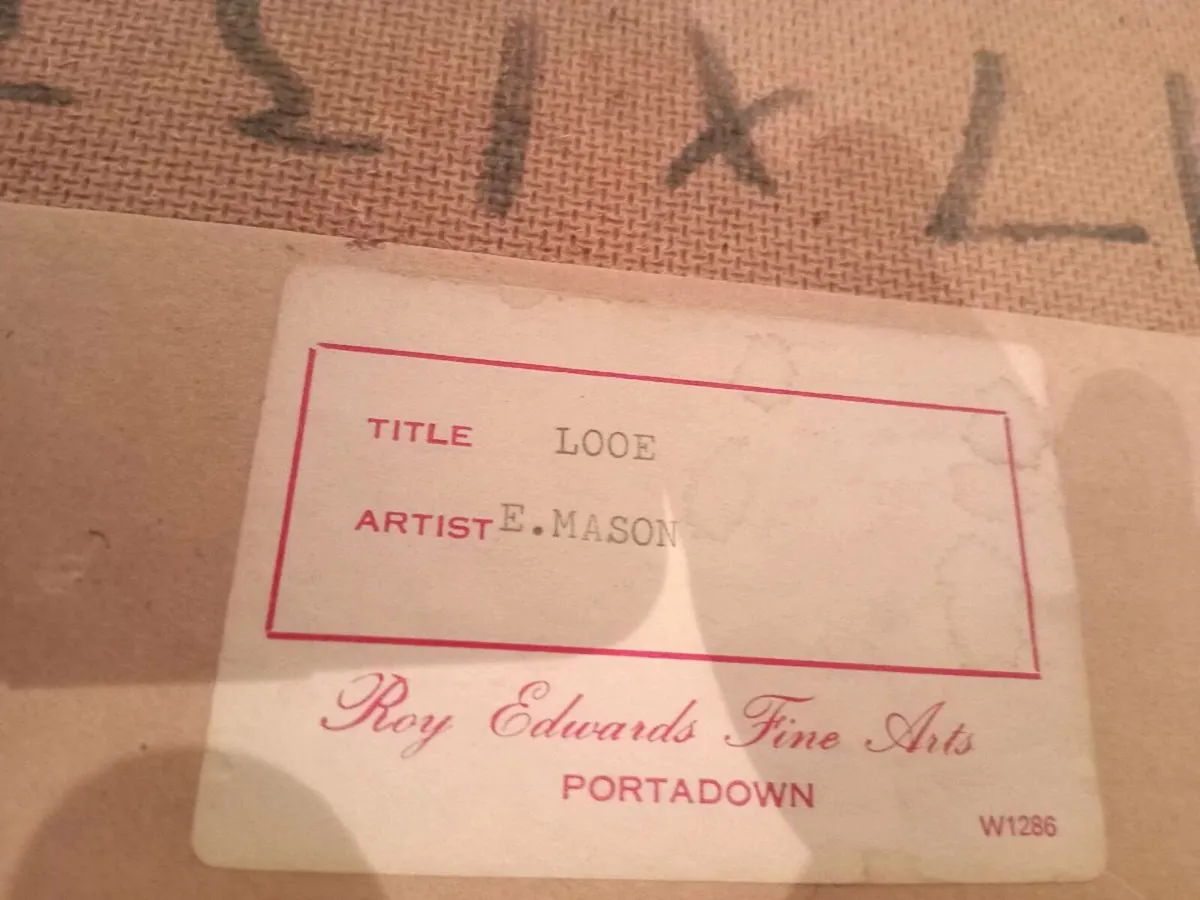 TITLE LOOE
ARTIST E.MASON
Roy Edwards Fine Arts
PORTADOWN
W1286